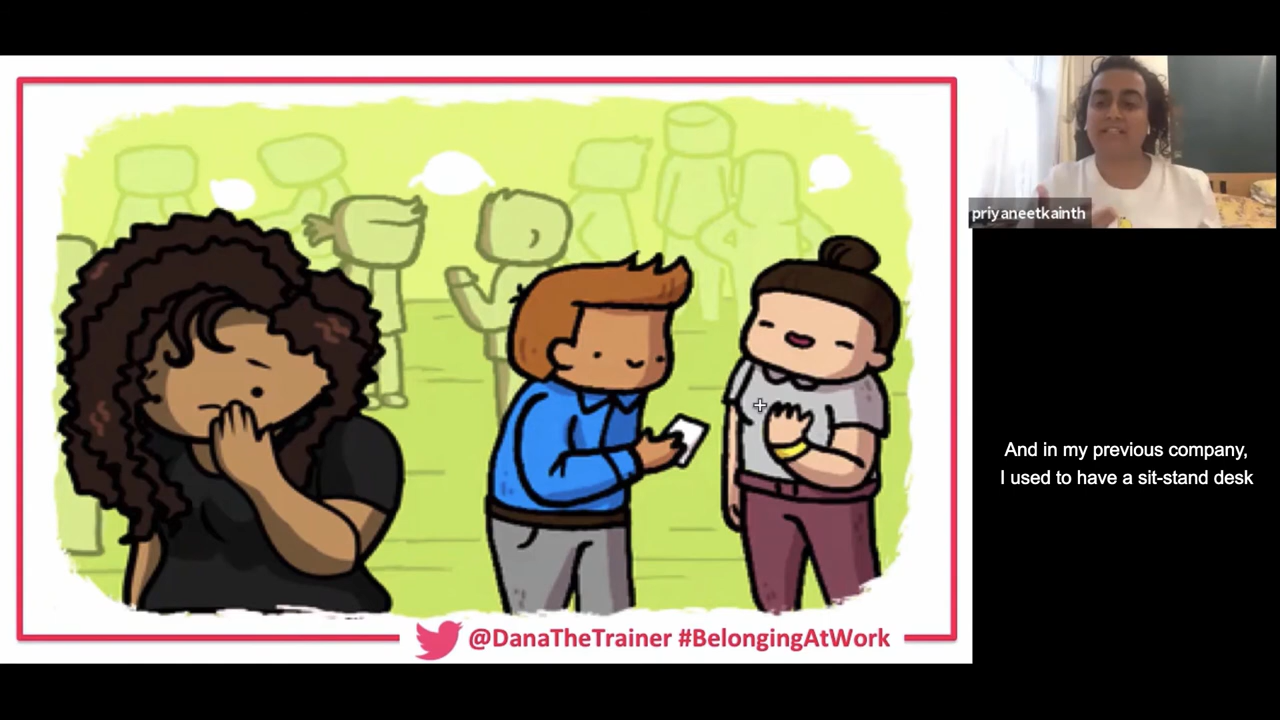 priyaneetkainth
And in my previous company,
I used to have a sit-stand desk
@DanaTheTrainer #BelongingAtWork